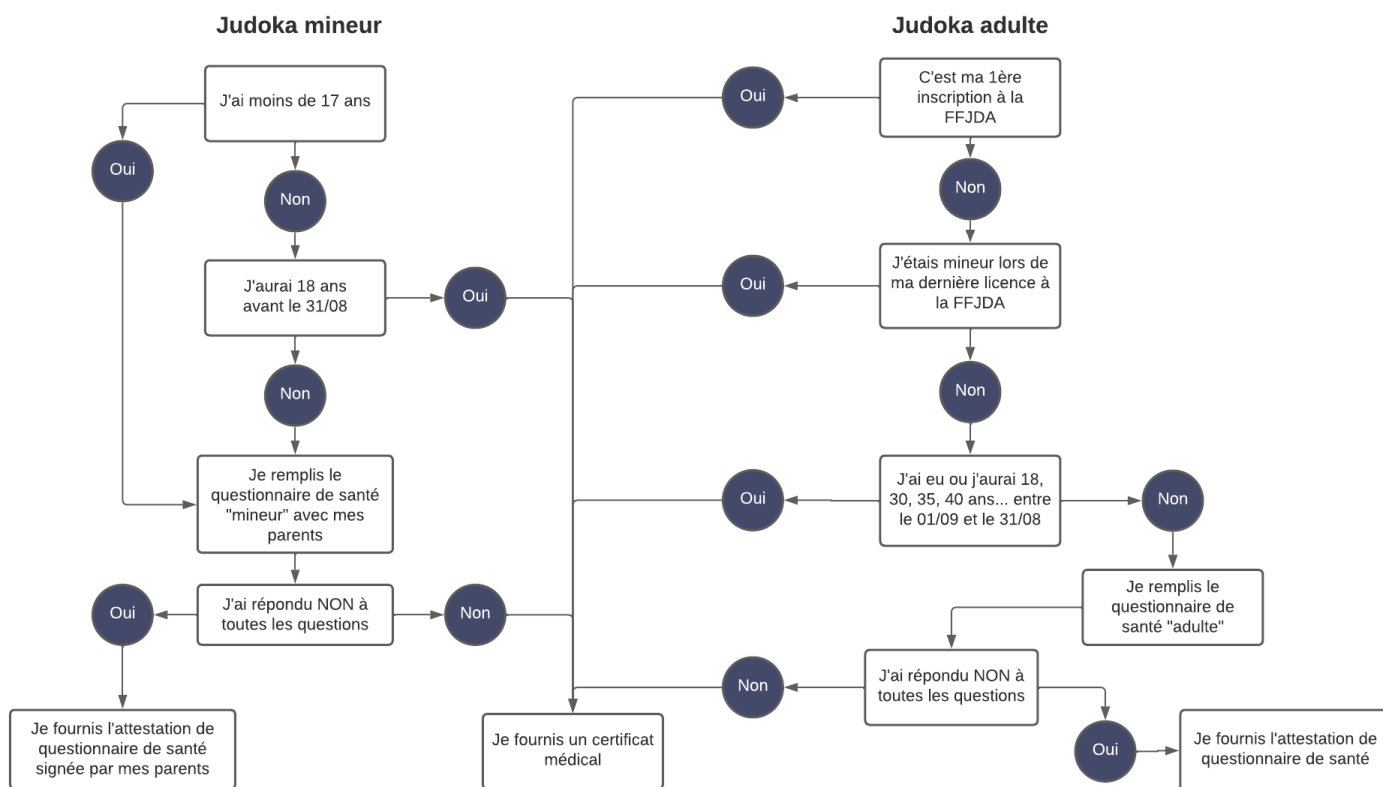 Judoka mineur
J'ai moins de 17 ans
Oui
Non
J'aurai 18 ans
avant le 31/08
Oui
Non
Je remplis le
questionnaire de santé
"mineur" avec mes
parents
J'ai répondu NON à
toutes les questions
Oui
Non
Je fournis l'attestation de
questionnaire de santé
signée par mes parents
Je fournis un certificat
médical
Judoka adulte
C'est ma 1ère
inscription à la
FFJDA
Oui
Non
J'étais mineur lors de
ma dernière licence à
la FFJDA
Oui
Non
J'ai eu ou j'aurai 18,
30, 35, 40 ans... entre
le 01/09 et le 31/08
Oui
Non
Je remplis le
questionnaire de
santé "adulte"
J'ai répondu NON à
toutes les questions
Non
Oui
Je fournis l'attestation de
questionnaire de santé